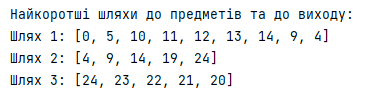 Найкоротші шляхи до предметів та до виходу:
Шлях 1: [0, 5, 10, 11, 12, 13, 14, 9, 4]
Шлях 2: [4, 9, 14, 19, 24]
Шлях 3: [24, 23, 22, 21, 20]